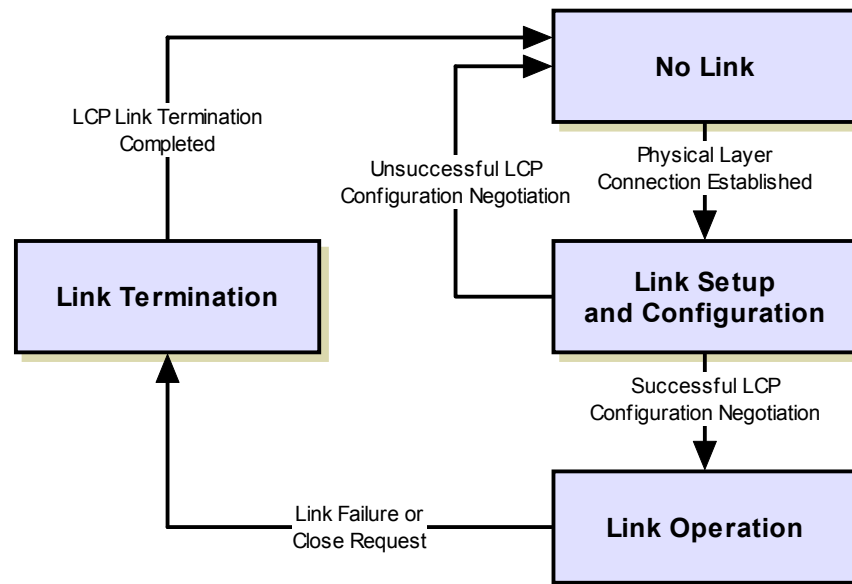 No Link
LCP Link Termination
Completed
Unsuccessful LCP
Configuration Negotiation
Physical Layer
Connection Established
Link Termination
Link Setup
and Configuration
Successful LCP
Configuration Negotiation
Link Failure or
Close Request
Link Operation